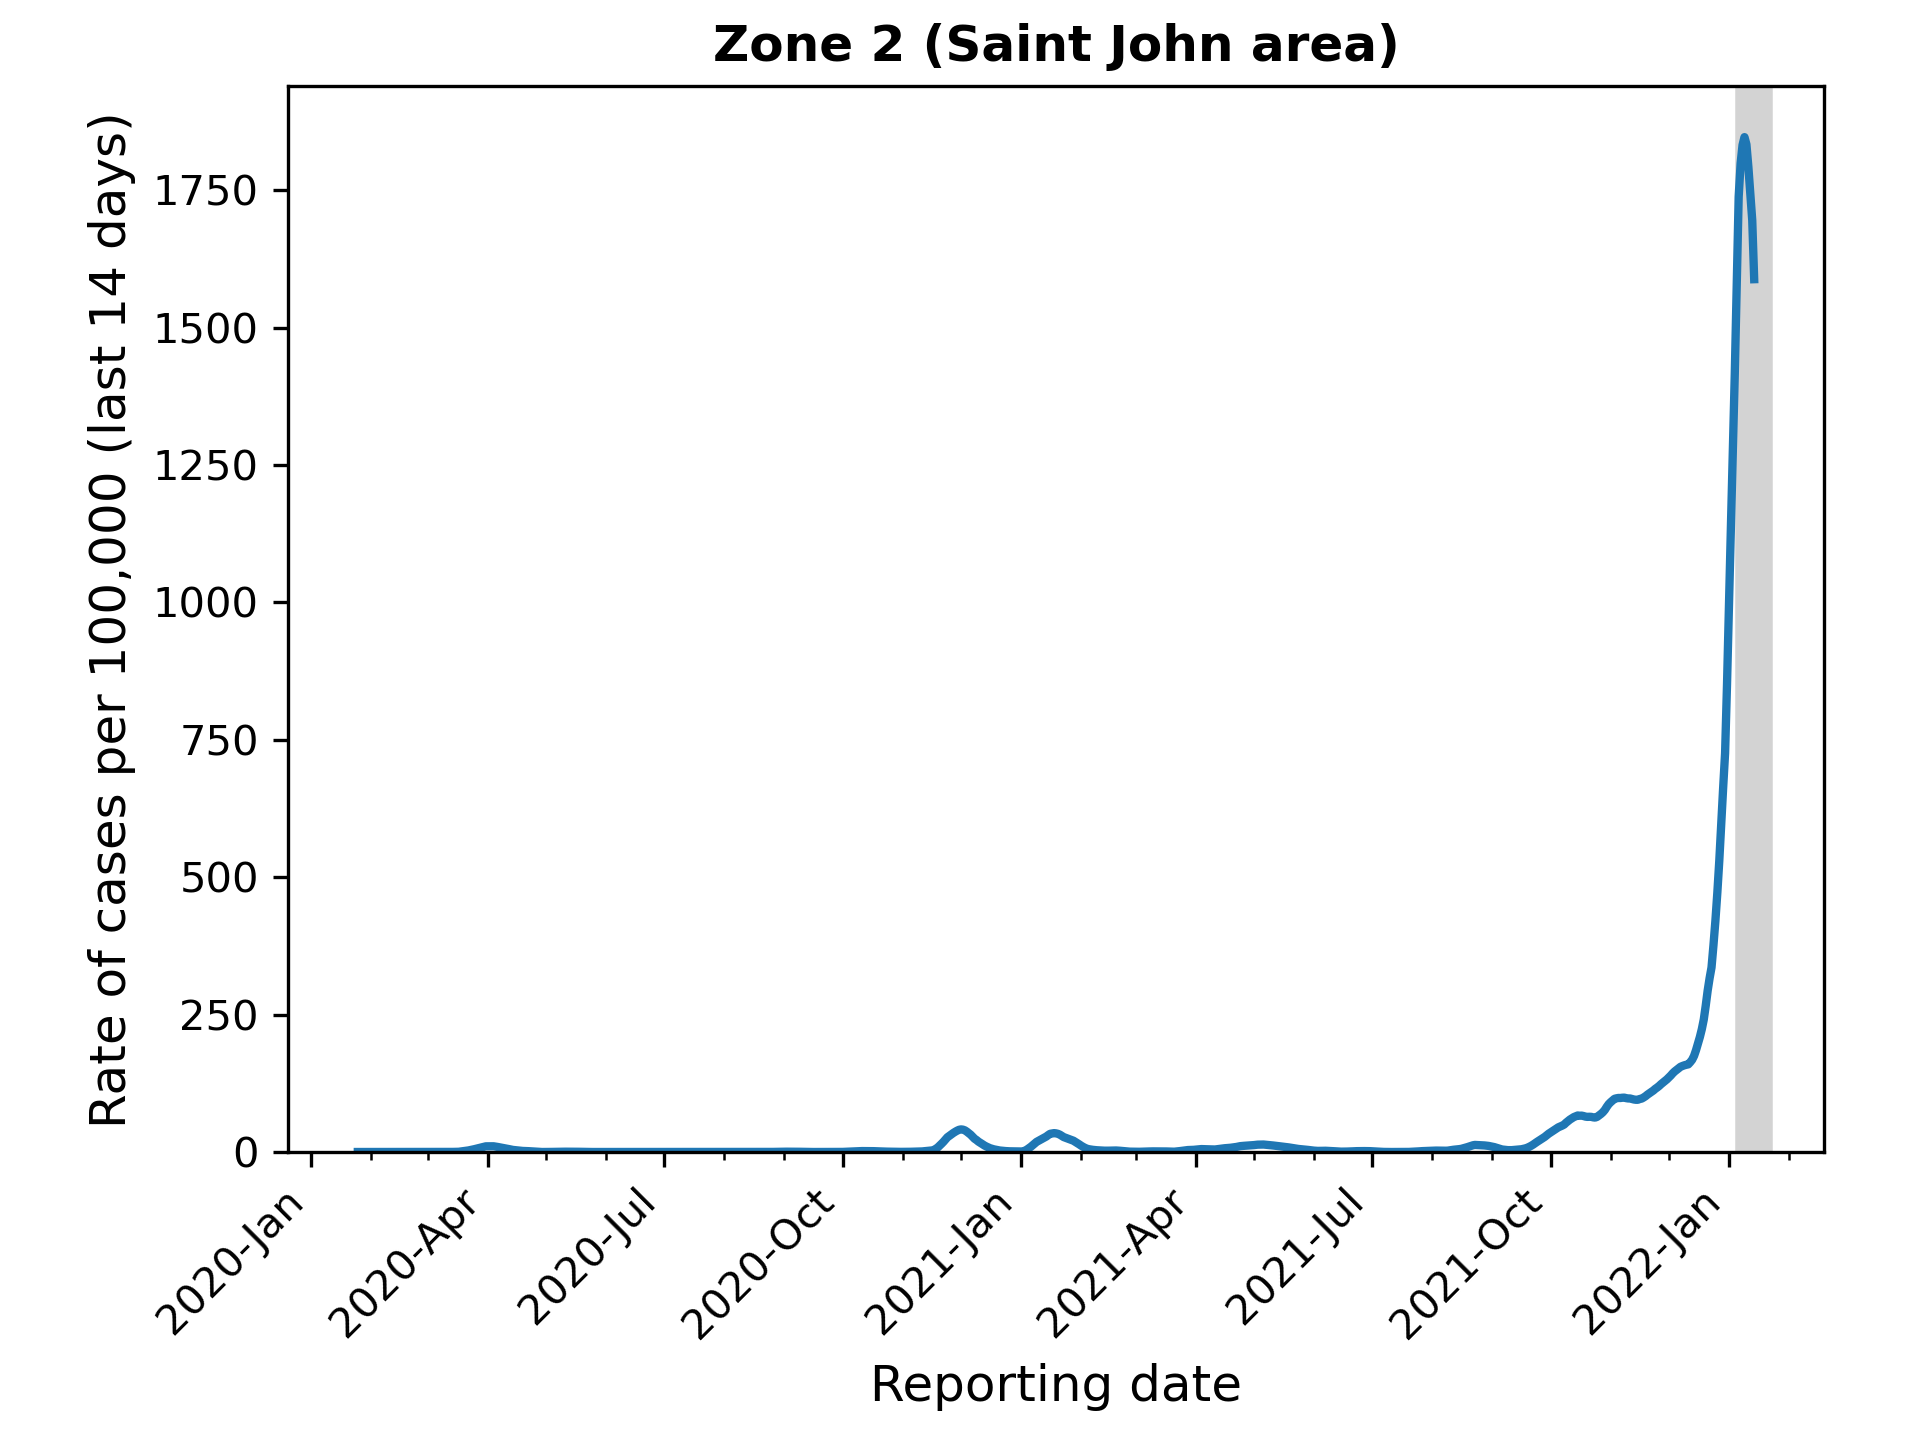 Zone 2 (Saint John area)
Rate of cases per 100,000 (last 14 days)
1750
1500
1250
1000
750
500
250
0
2020-Jan
2020-Apr
2020-Jul
2020-Oct
2021-Jan
2021-Apr
2021-Jul
2021-Oct
2022-Jan
Reporting date